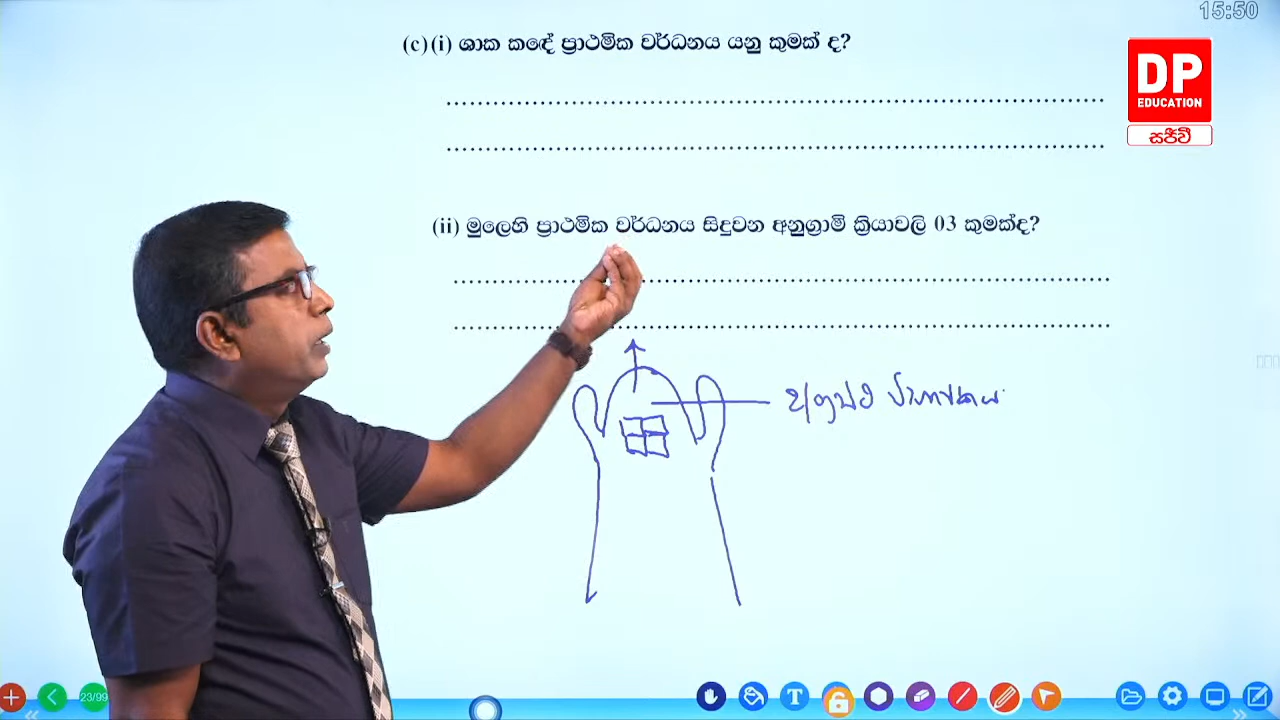 15:50
(c)(i) ශාක කඳේ ප්‍රාථමික වර්ධනය යනු කුමක් ද?
DP
EDUCATION
සජීවී
(ii) මුලෙහි ප්‍රාථමික වර්ධනය සිදුවන අනුග්‍රාමී ක්‍රියාවලි 03 කුමක්ද?
අග්‍රස්ථ විභාජකය
23/99